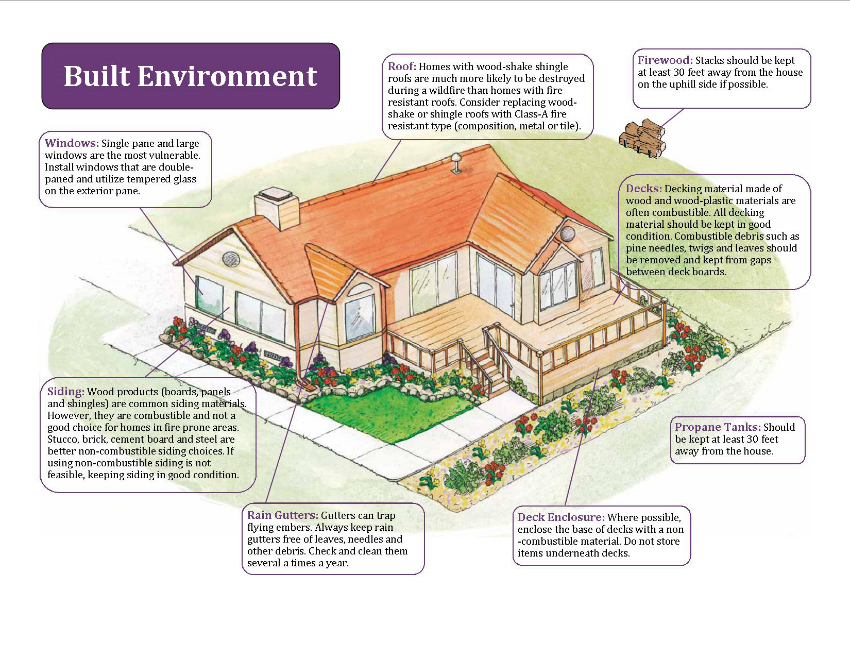 Built Environment
Roof: Homes with wood-shake shingle
roofs are much more likely to be destroyed
during a wildfire than homes with fire
resistant roofs. Consider replacing wood-
shake or shingle roofs with Class-A fire
resistant type (composition, metal or tile).
Firewood: Stacks should be kept
at least 30 feet away from the house
on the uphill side if possible.
Windows: Single pane and large
windows are the most vulnerable.
Install windows that are double-
paned and utilize tempered glass
on the exterior pane.
Decks: Decking material made of
wood and wood-plastic materials are
often combustible. All decking
material should be kept in good
condition. Combustible debris such as
pine needles, twigs and leaves should
be removed and kept from gaps
between deck boards.
Siding: Wood products (boards, panels
and shingles) are common siding materials.
However, they are combustible and not a
good choice for homes in fire prone areas.
Stucco, brick, cement board and steel are
better non-combustible siding choices. If
using non-combustible siding is not
feasible, keeping siding in good condition.
Propane Tanks: Should
be kept at least 30 feet
away from the house.
Rain Gutters: Gutters can trap
flying embers. Always keep rain
gutters free of leaves, needles and
other debris. Check and clean them
several a times a year.
Deck Enclosure: Where possible,
enclose the base of decks with a non
-combustible material. Do not store
items underneath decks.